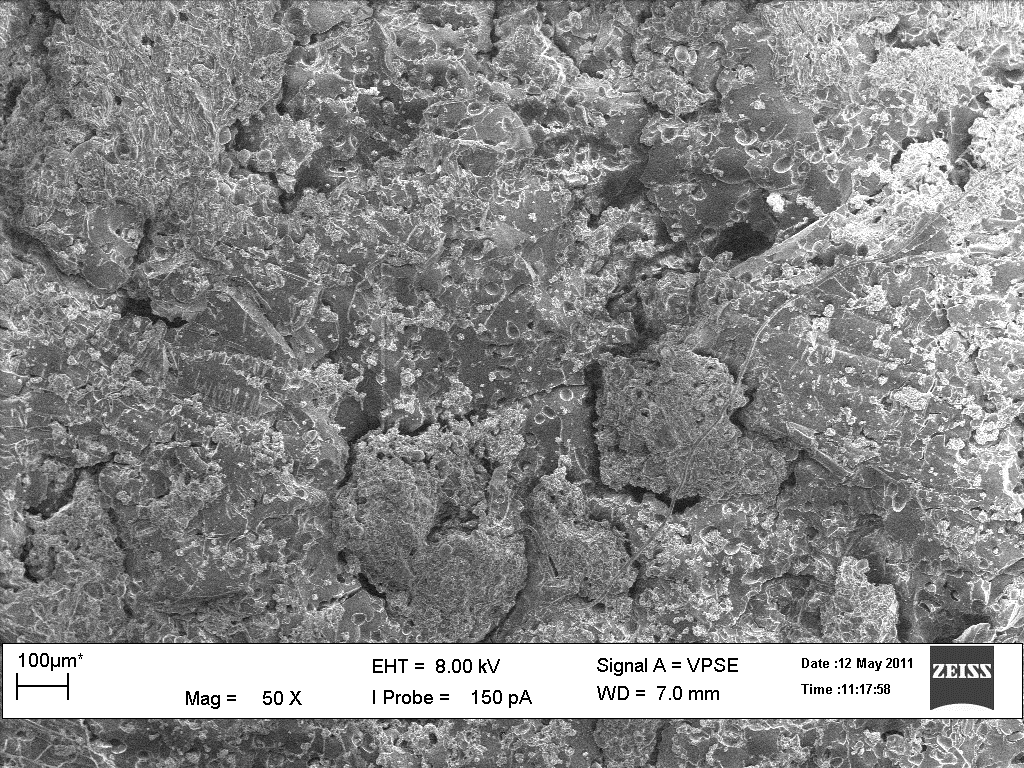 100µm*
Mag = 50 X
EHT = 8.00 kV
I Probe = 150 pA
Signal A = VPSE
WD = 7.0 mm
Date :12 May 2011
Time :11:17:58
ZEISS